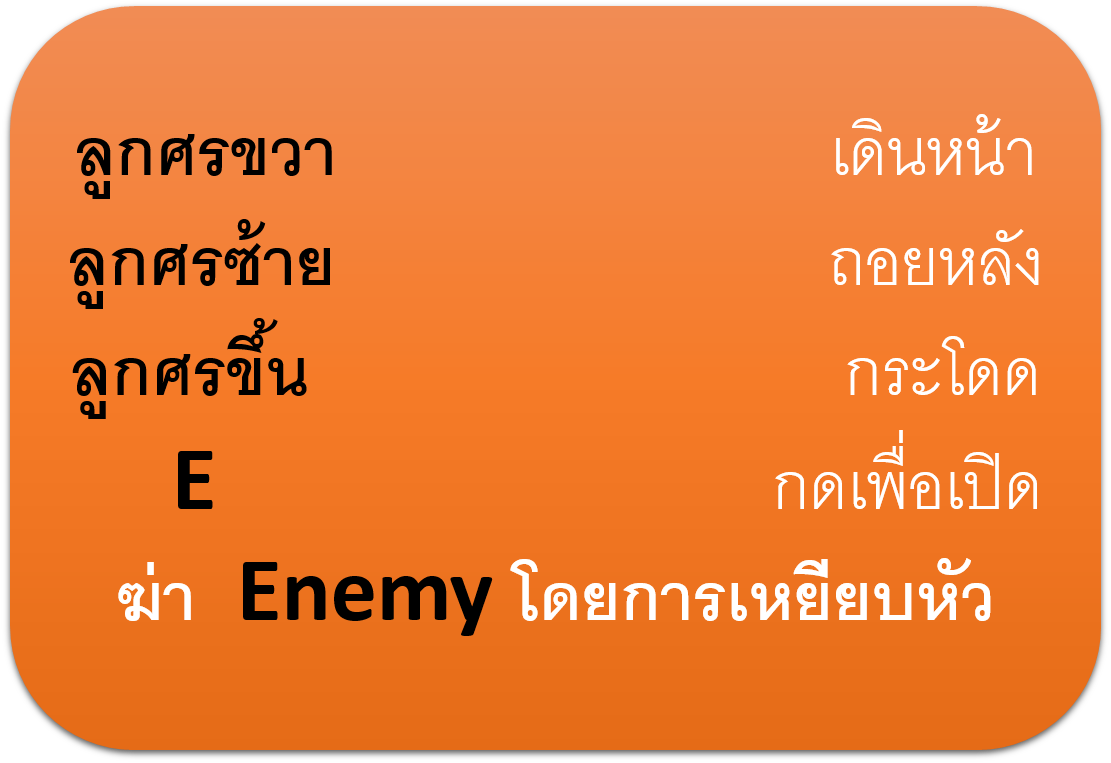 ลูกศรขวา เดินหน้า
ลูกศรซ้าย ถอยหลัง
ลูกศรขึ้น กระโดด
E กดเพื่อเปิด
ฆ่า Enemy โดยการเหยียบหัว